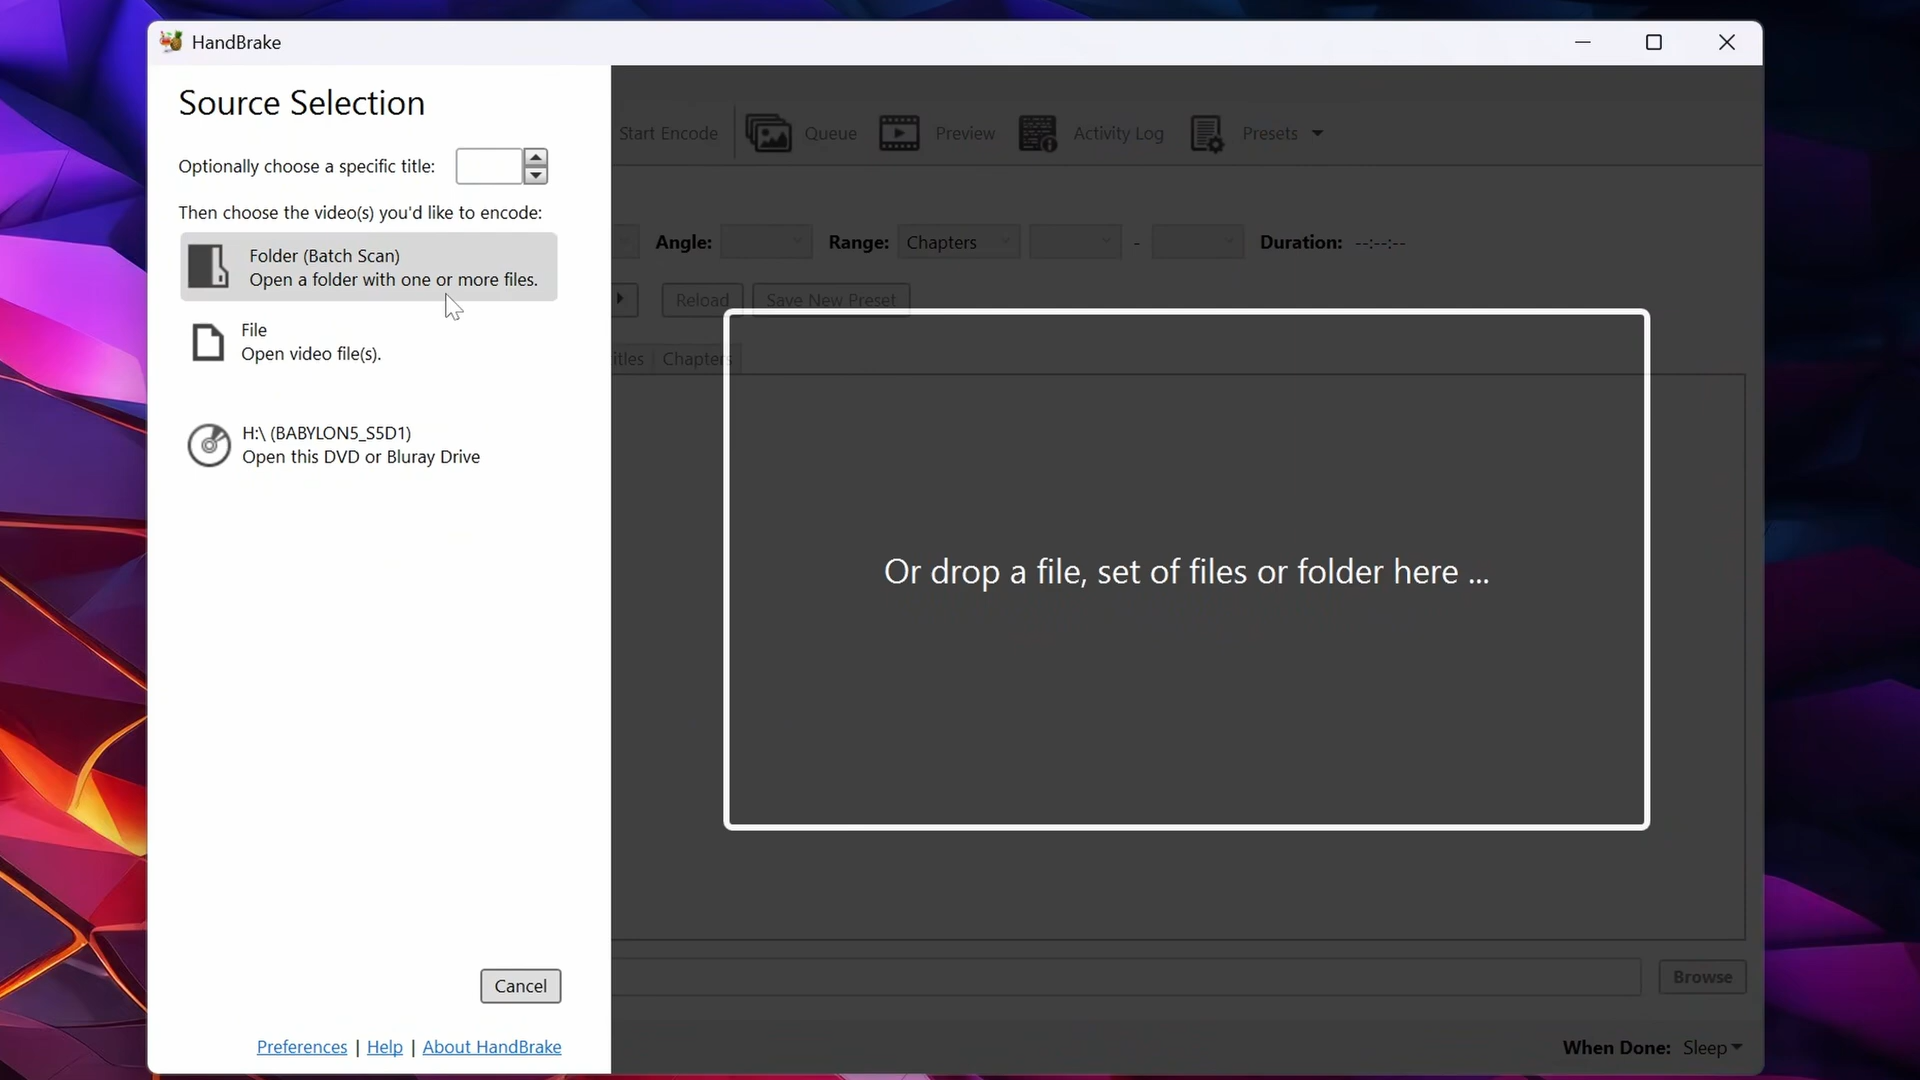 HandBrake
Source Selection
Optionally choose a specific title:
Then choose the video(s) you'd like to encode:
Folder (Batch Scan)
Open a folder with one or more files.
File
Open video file(s).
H:\ (BABYLON5_S5D1)
Open this DVD or Bluray Drive
Cancel
Preferences | Help | About HandBrake
Start Encode Queue Preview Activity Log Presets
Angle: Range: Chapters - Duration: --:--:--
Reload Save New Preset
itles Chapters
Or drop a file, set of files or folder here ...
Browse
When Done: Sleep